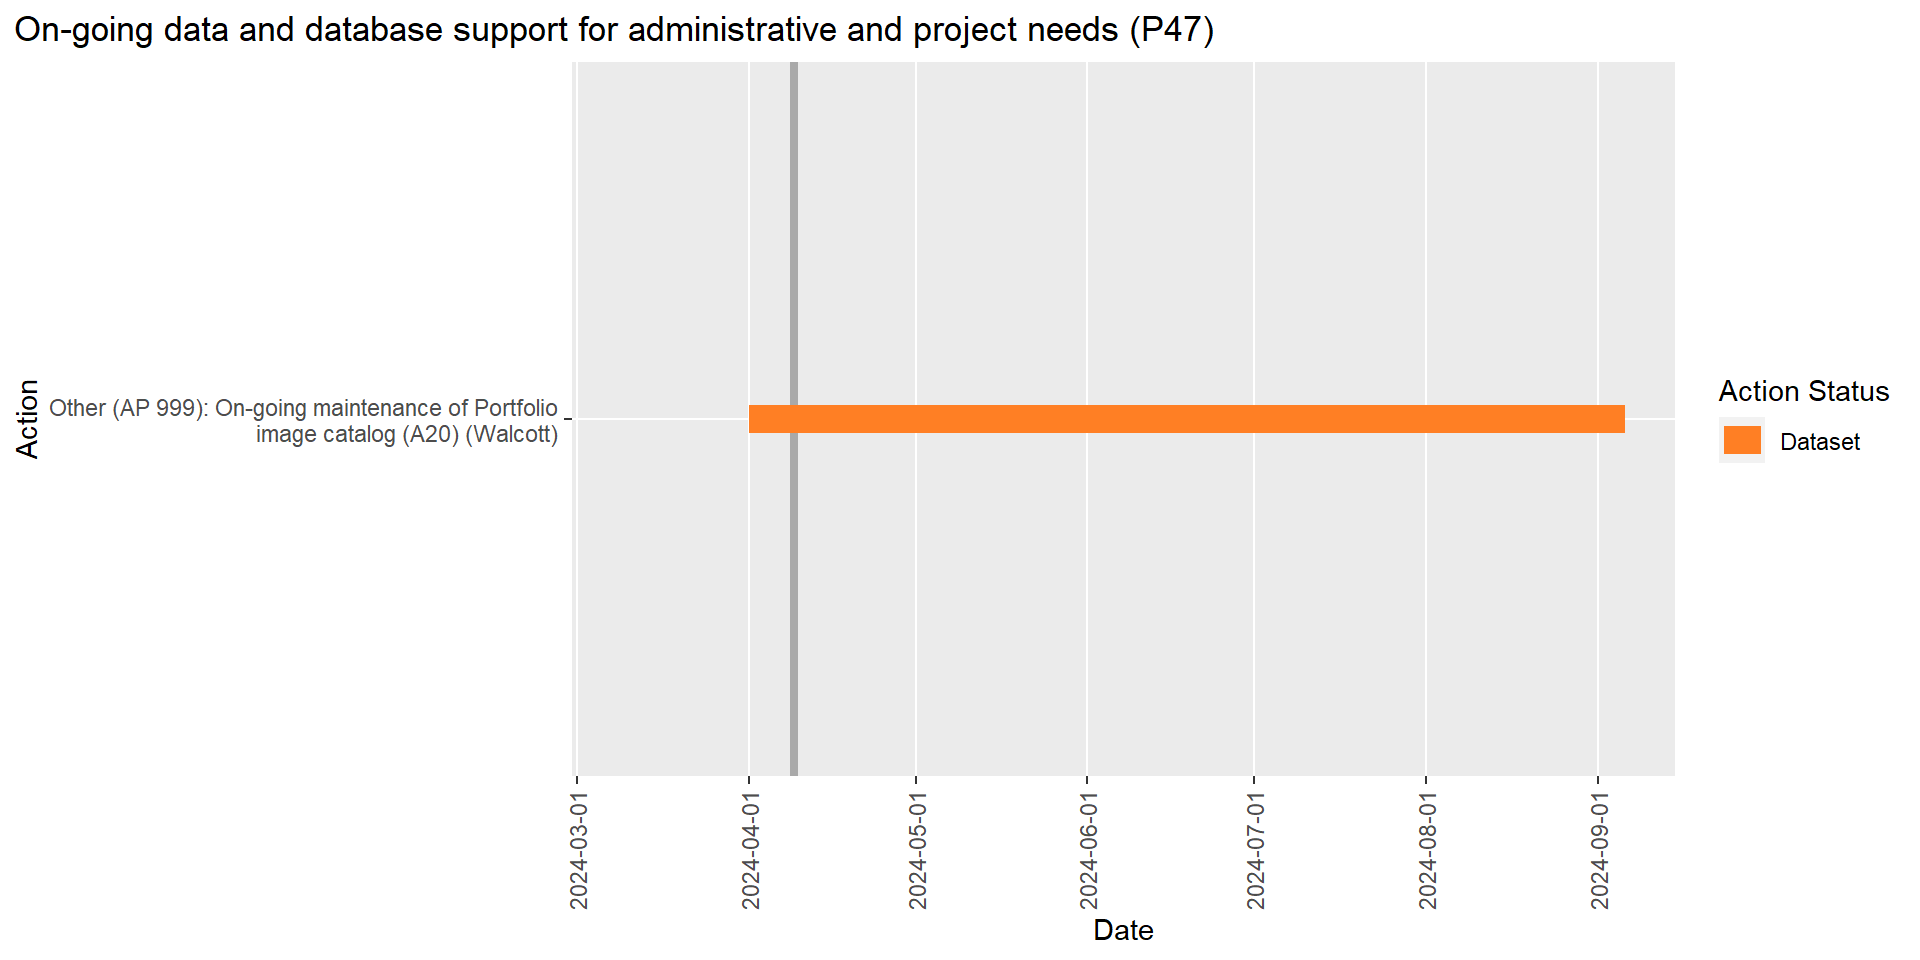 On-going data and database support for administrative and project needs (P47)
Action
Other (AP 999): On-going maintenance of Portfolio
image catalog (A20) (Walcott)
2024-03-01
2024-04-01
2024-05-01
2024-06-01
2024-07-01
2024-08-01
2024-09-01
Date
Action Status
Dataset